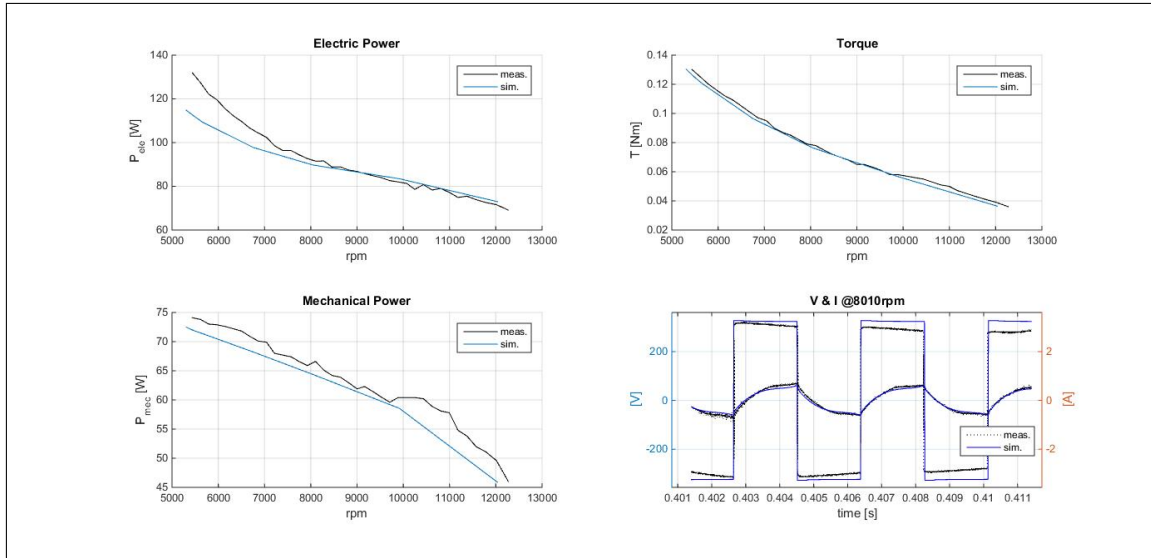 Electric Power
140
120
100
80
60
P_ele [W]
5000 6000 7000 8000 9000 10000 11000 12000 13000
rpm
meas.
sim.
Torque
0.14
0.12
0.1
0.08
0.06
0.04
0.02
T [Nm]
5000 6000 7000 8000 9000 10000 11000 12000 13000
rpm
meas.
sim.
Mechanical Power
75
70
65
60
55
50
45
P_mec [W]
5000 6000 7000 8000 9000 10000 11000 12000 13000
rpm
meas.
sim.
V & I @8010rpm
200
0
-200
[V]
2
0
-2
[A]
0.401 0.402 0.403 0.404 0.405 0.406 0.407 0.408 0.409 0.41 0.411
time [s]
meas.
sim.